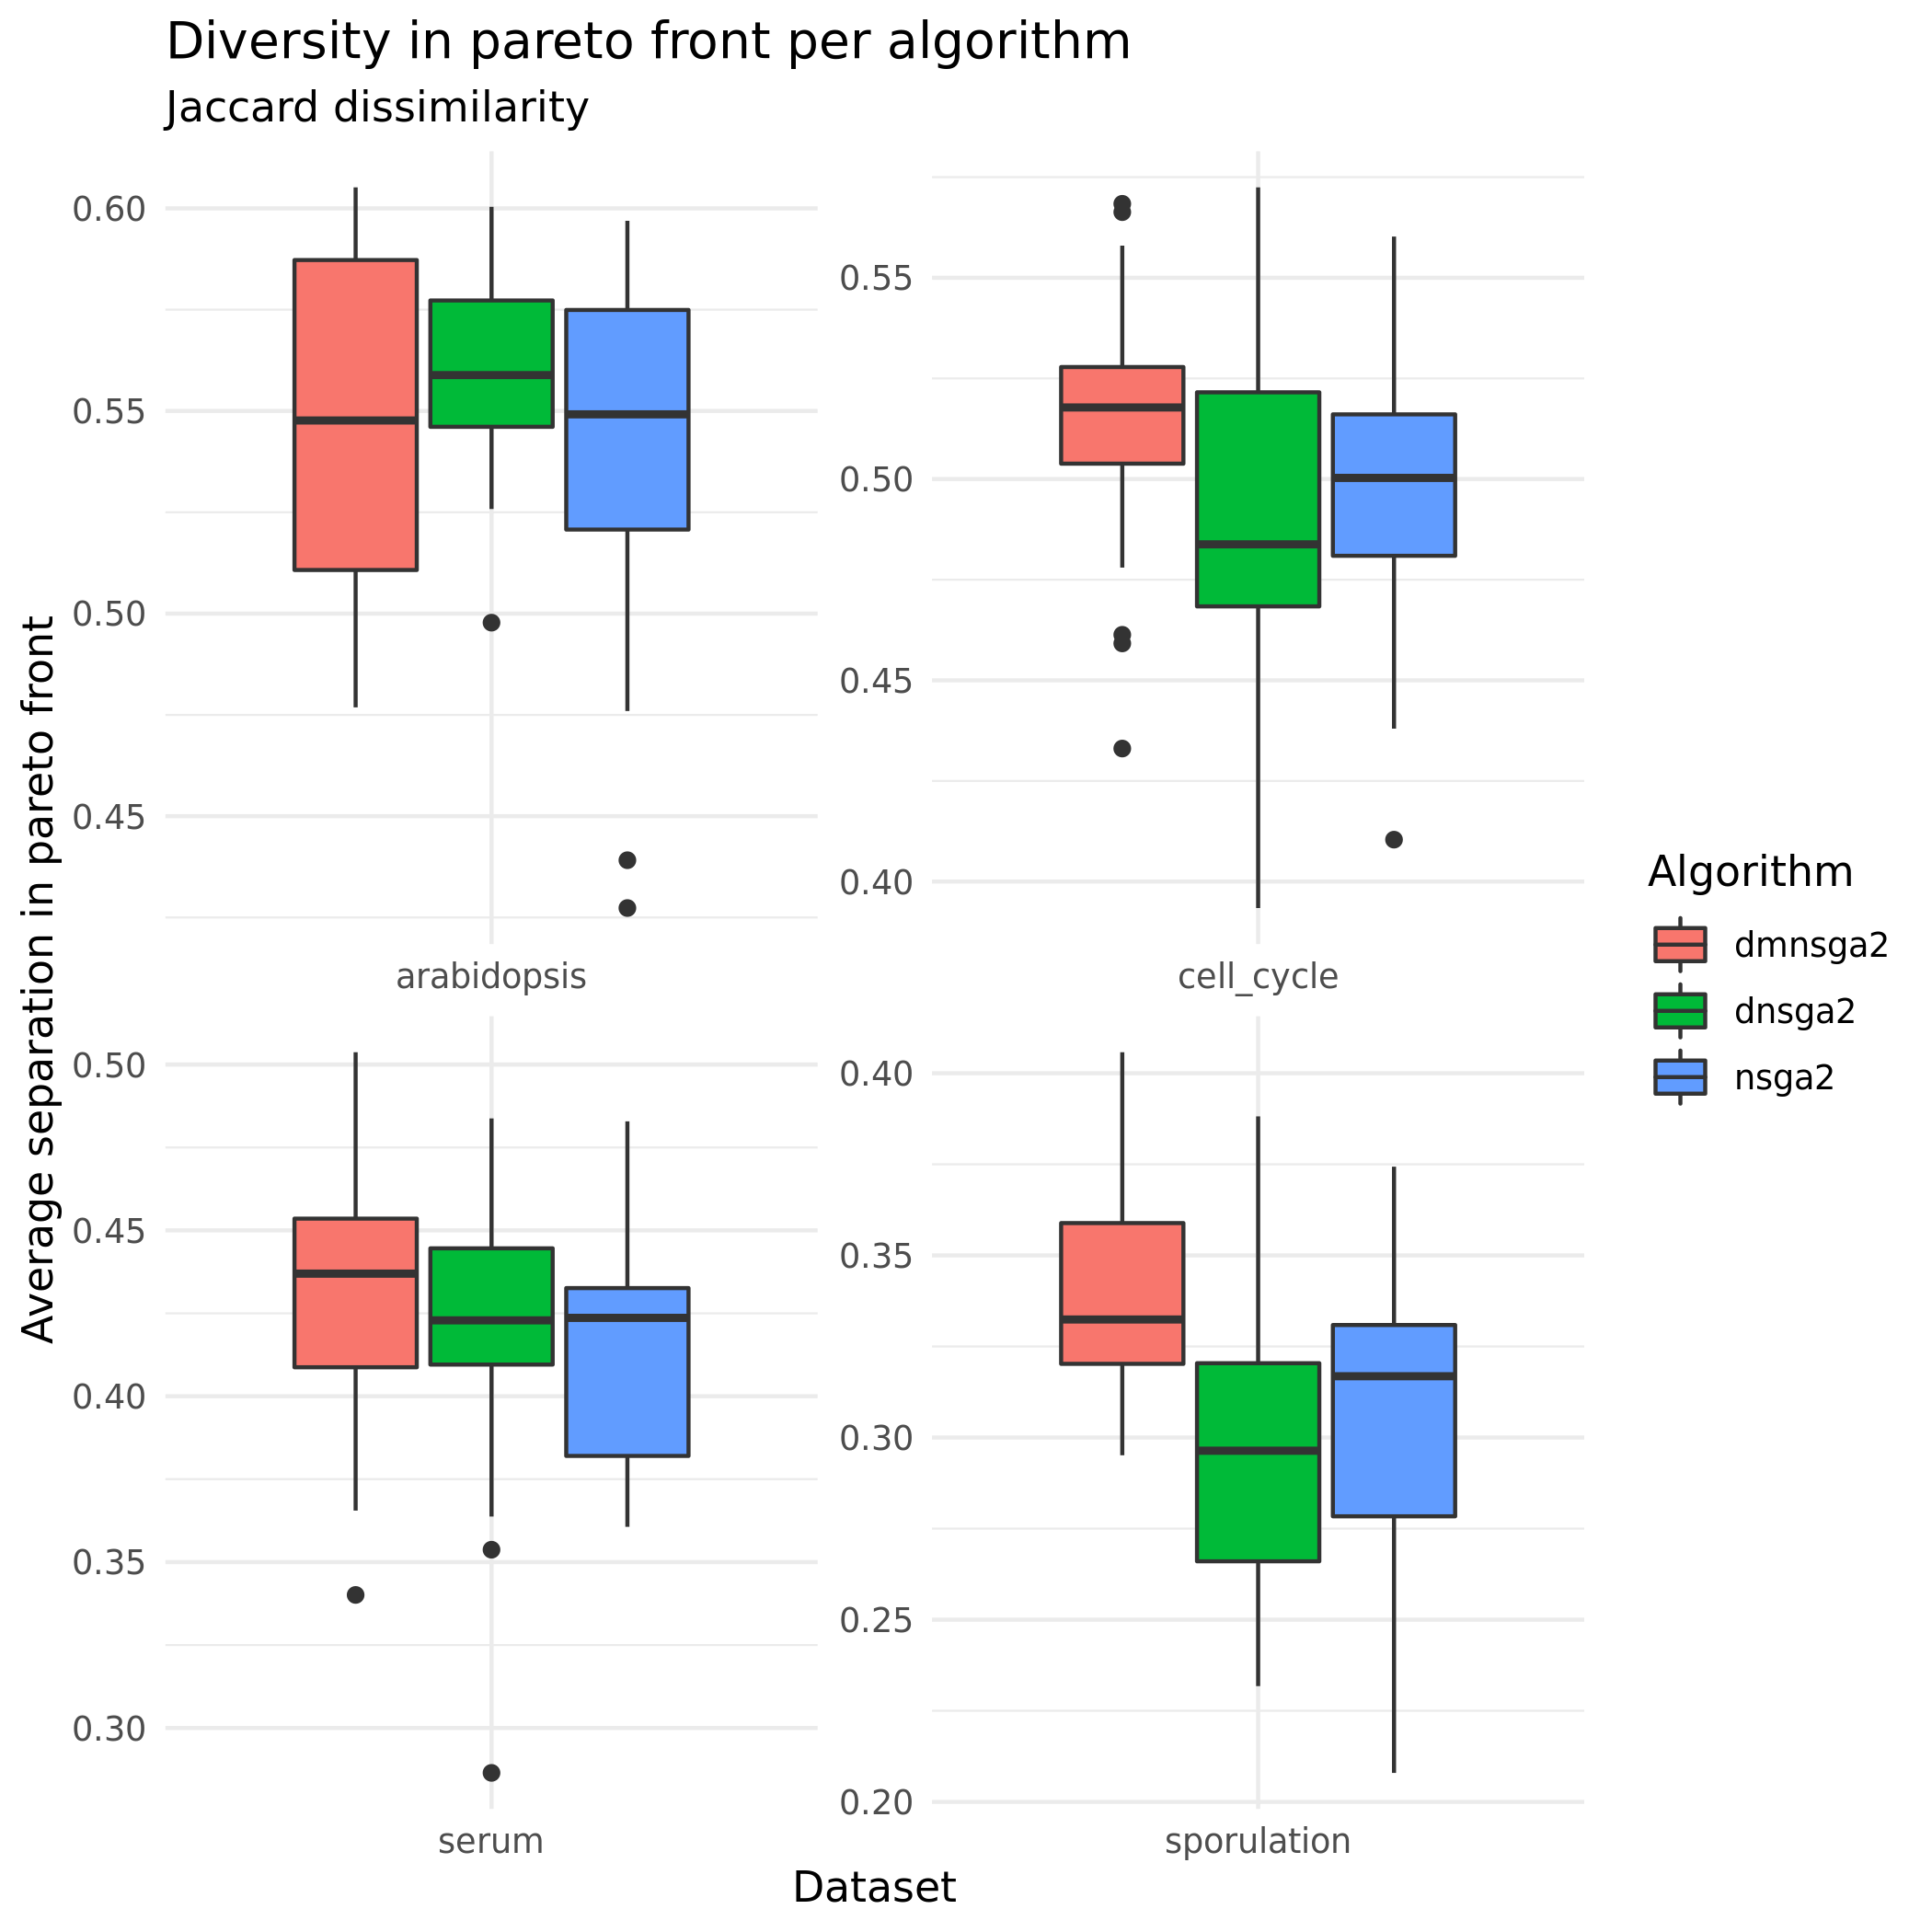 Diversity in pareto front per algorithm
Jaccard dissimilarity
Average separation in pareto front
0.60
0.55
0.50
0.45
arabidopsis
0.55
0.50
0.45
0.40
cell_cycle
0.50
0.45
0.40
0.35
0.30
serum
0.40
0.35
0.30
0.25
0.20
sporulation
Dataset
Algorithm
dmnsga2
dnsga2
nsga2